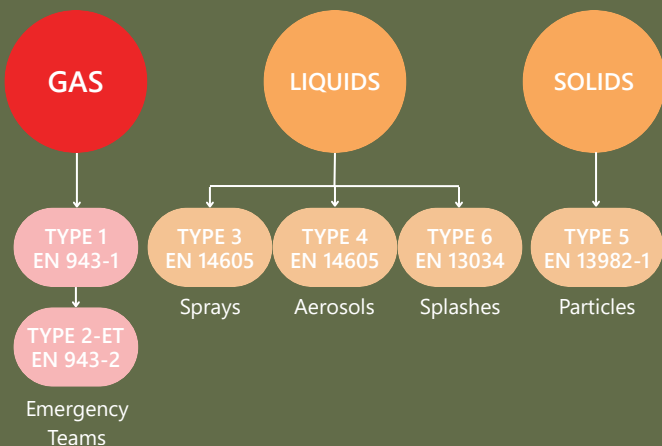 GAS
LIQUIDS
SOLIDS
TYPE 1
EN 943-1
TYPE 3
EN 14605
TYPE 4
EN 14605
TYPE 6
EN 13034
TYPE 5
EN 13982-1
Sprays
Aerosols
Splashes
Particles
TYPE 2-ET
EN 943-2
Emergency
Teams